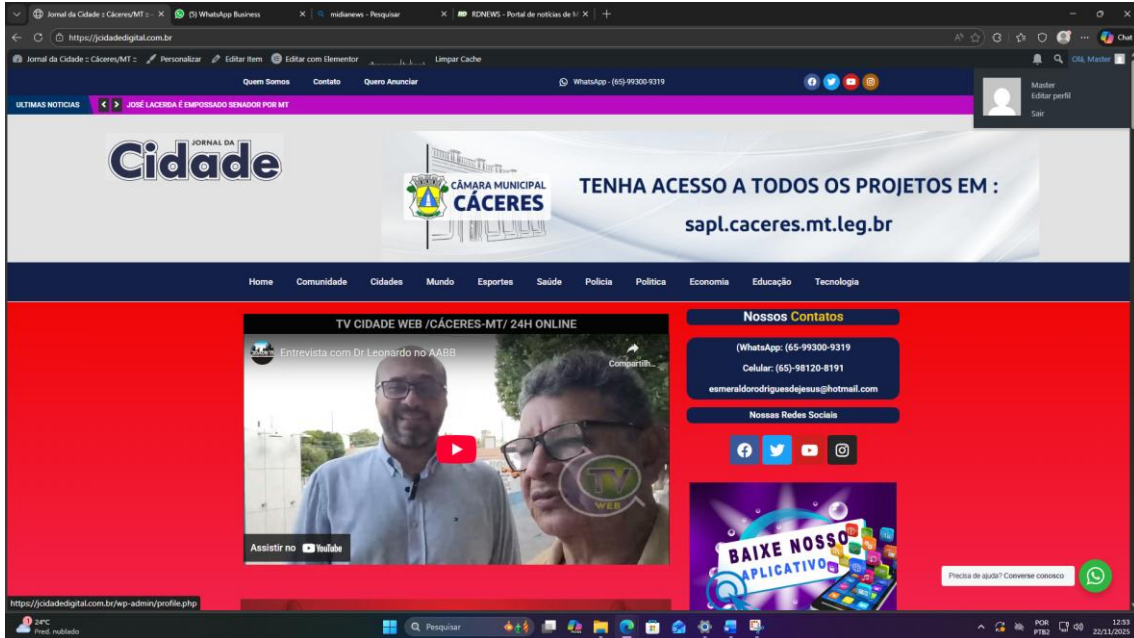 Jornal da Cidade :: Cáceres/MT ::
(5) WhatsApp Business
midianews - Pesquisar
RDNEWS - Portal de notícias de M
https://jcidadedigital.com.br
Chat
Jornal da Cidade :: Cáceres/MT ::
Personalizar
Editar Item
Editar com Elementor
Limpar Cache
Olá, Master
Master
Editar perfil
Sair
Quem Somos
Contato
Quero Anunciar
WhatsApp - (65)-99300-9319
ULTIMAS NOTICIAS
JOSÉ LACERDA É EMPOSSADO SENADOR POR MT
JORNAL DA
Cidade
CÂMARA MUNICIPAL
CÁCERES
TENHA ACESSO A TODOS OS PROJETOS EM :
sapl.caceres.mt.leg.br
Home
Comunidade
Cidades
Mundo
Esportes
Saúde
Policia
Politica
Economia
Educação
Tecnologia
TV CIDADE WEB /CÁCERES-MT/ 24H ONLINE
Entrevista com Dr Leonardo no AABB
Compartilh...
TV
WEB
Assistir no YouTube
Nossos Contatos
(WhatsApp: (65-99300-9319
Celular: (65)-98120-8191
esmeraldorodriguesdejesus@hotmail.com
Nossas Redes Sociais
BAIXE NOSSO
APLICATIVO
Precisa de ajuda? Converse conosco
https://jcidadedigital.com.br/wp-admin/profile.php
24°C
Pred. nublado
Pesquisar
POR
PTB2
12:53
22/11/2025